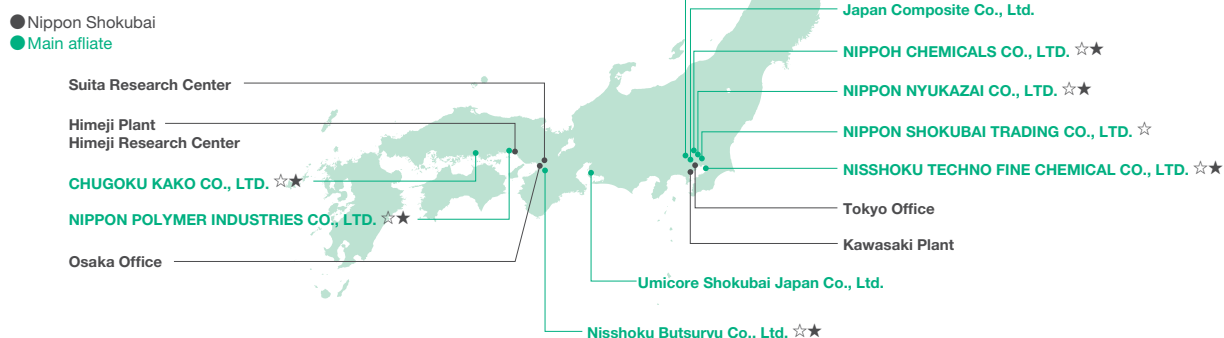 Nippon Shokubai
Main afliate
Suita Research Center
Himeji Plant
Himeji Research Center
CHUGOKU KAKO CO., LTD. ☆★
NIPPON POLYMER INDUSTRIES CO., LTD. ☆★
Osaka Office
Japan Composite Co., Ltd.
NIPPOH CHEMICALS CO., LTD. ☆★
NIPPON NYUKAZAI CO., LTD. ☆★
NIPPON SHOKUBAI TRADING CO., LTD. ☆
NISSHOKU TECHNO FINE CHEMICAL CO., LTD. ☆★
Tokyo Office
Kawasaki Plant
Umicore Shokubai Japan Co., Ltd.
Nisshoku Butsuryu Co., Ltd. ☆★